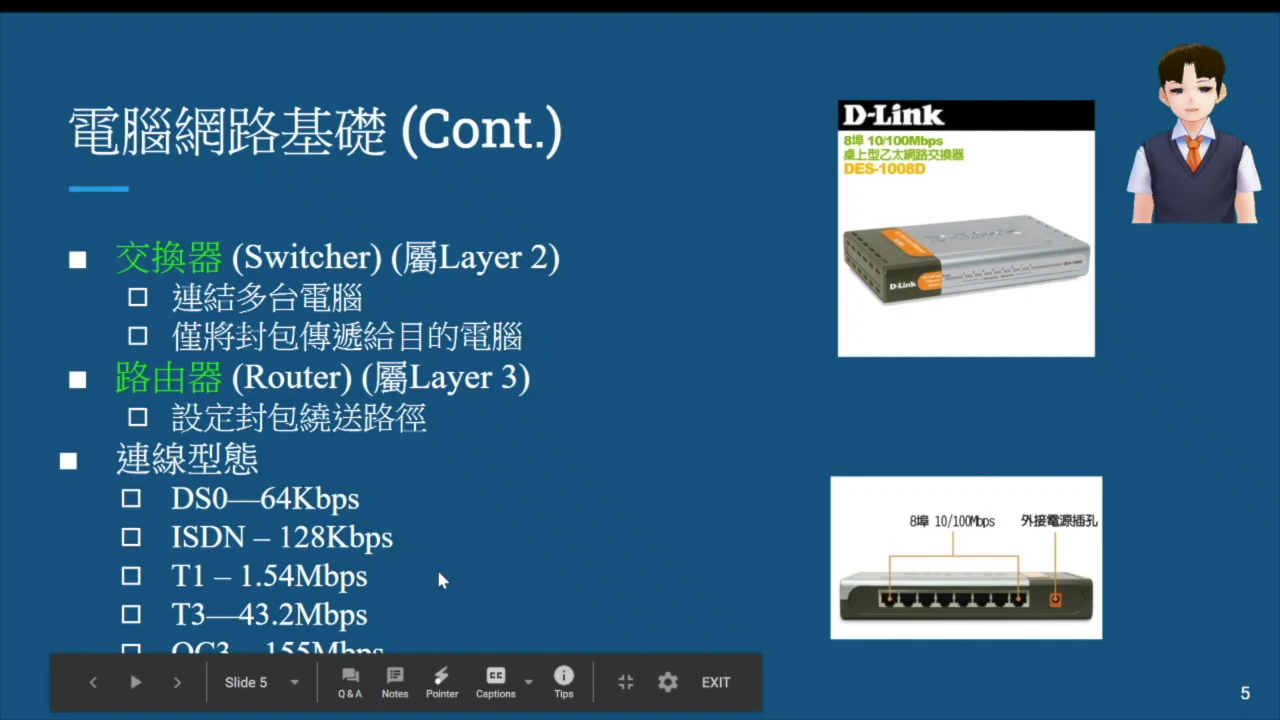 電腦網路基礎 (Cont.)
交換器 (Switcher) (屬Layer 2)
連結多台電腦
僅將封包傳遞給目的電腦
路由器 (Router) (屬Layer 3)
設定封包繞送路徑
連線型態
DS0—64Kbps
ISDN – 128Kbps
T1 – 1.54Mbps
T3—43.2Mbps
OC3 – 155Mbps
D-Link
8埠 10/100Mbps
桌上型乙太網路交換器
DES-1008D
D-Link
8埠 10/100Mbps
外接電源插孔
Slide 5
Q & A
Notes
Pointer
Captions
Tips
EXIT
5